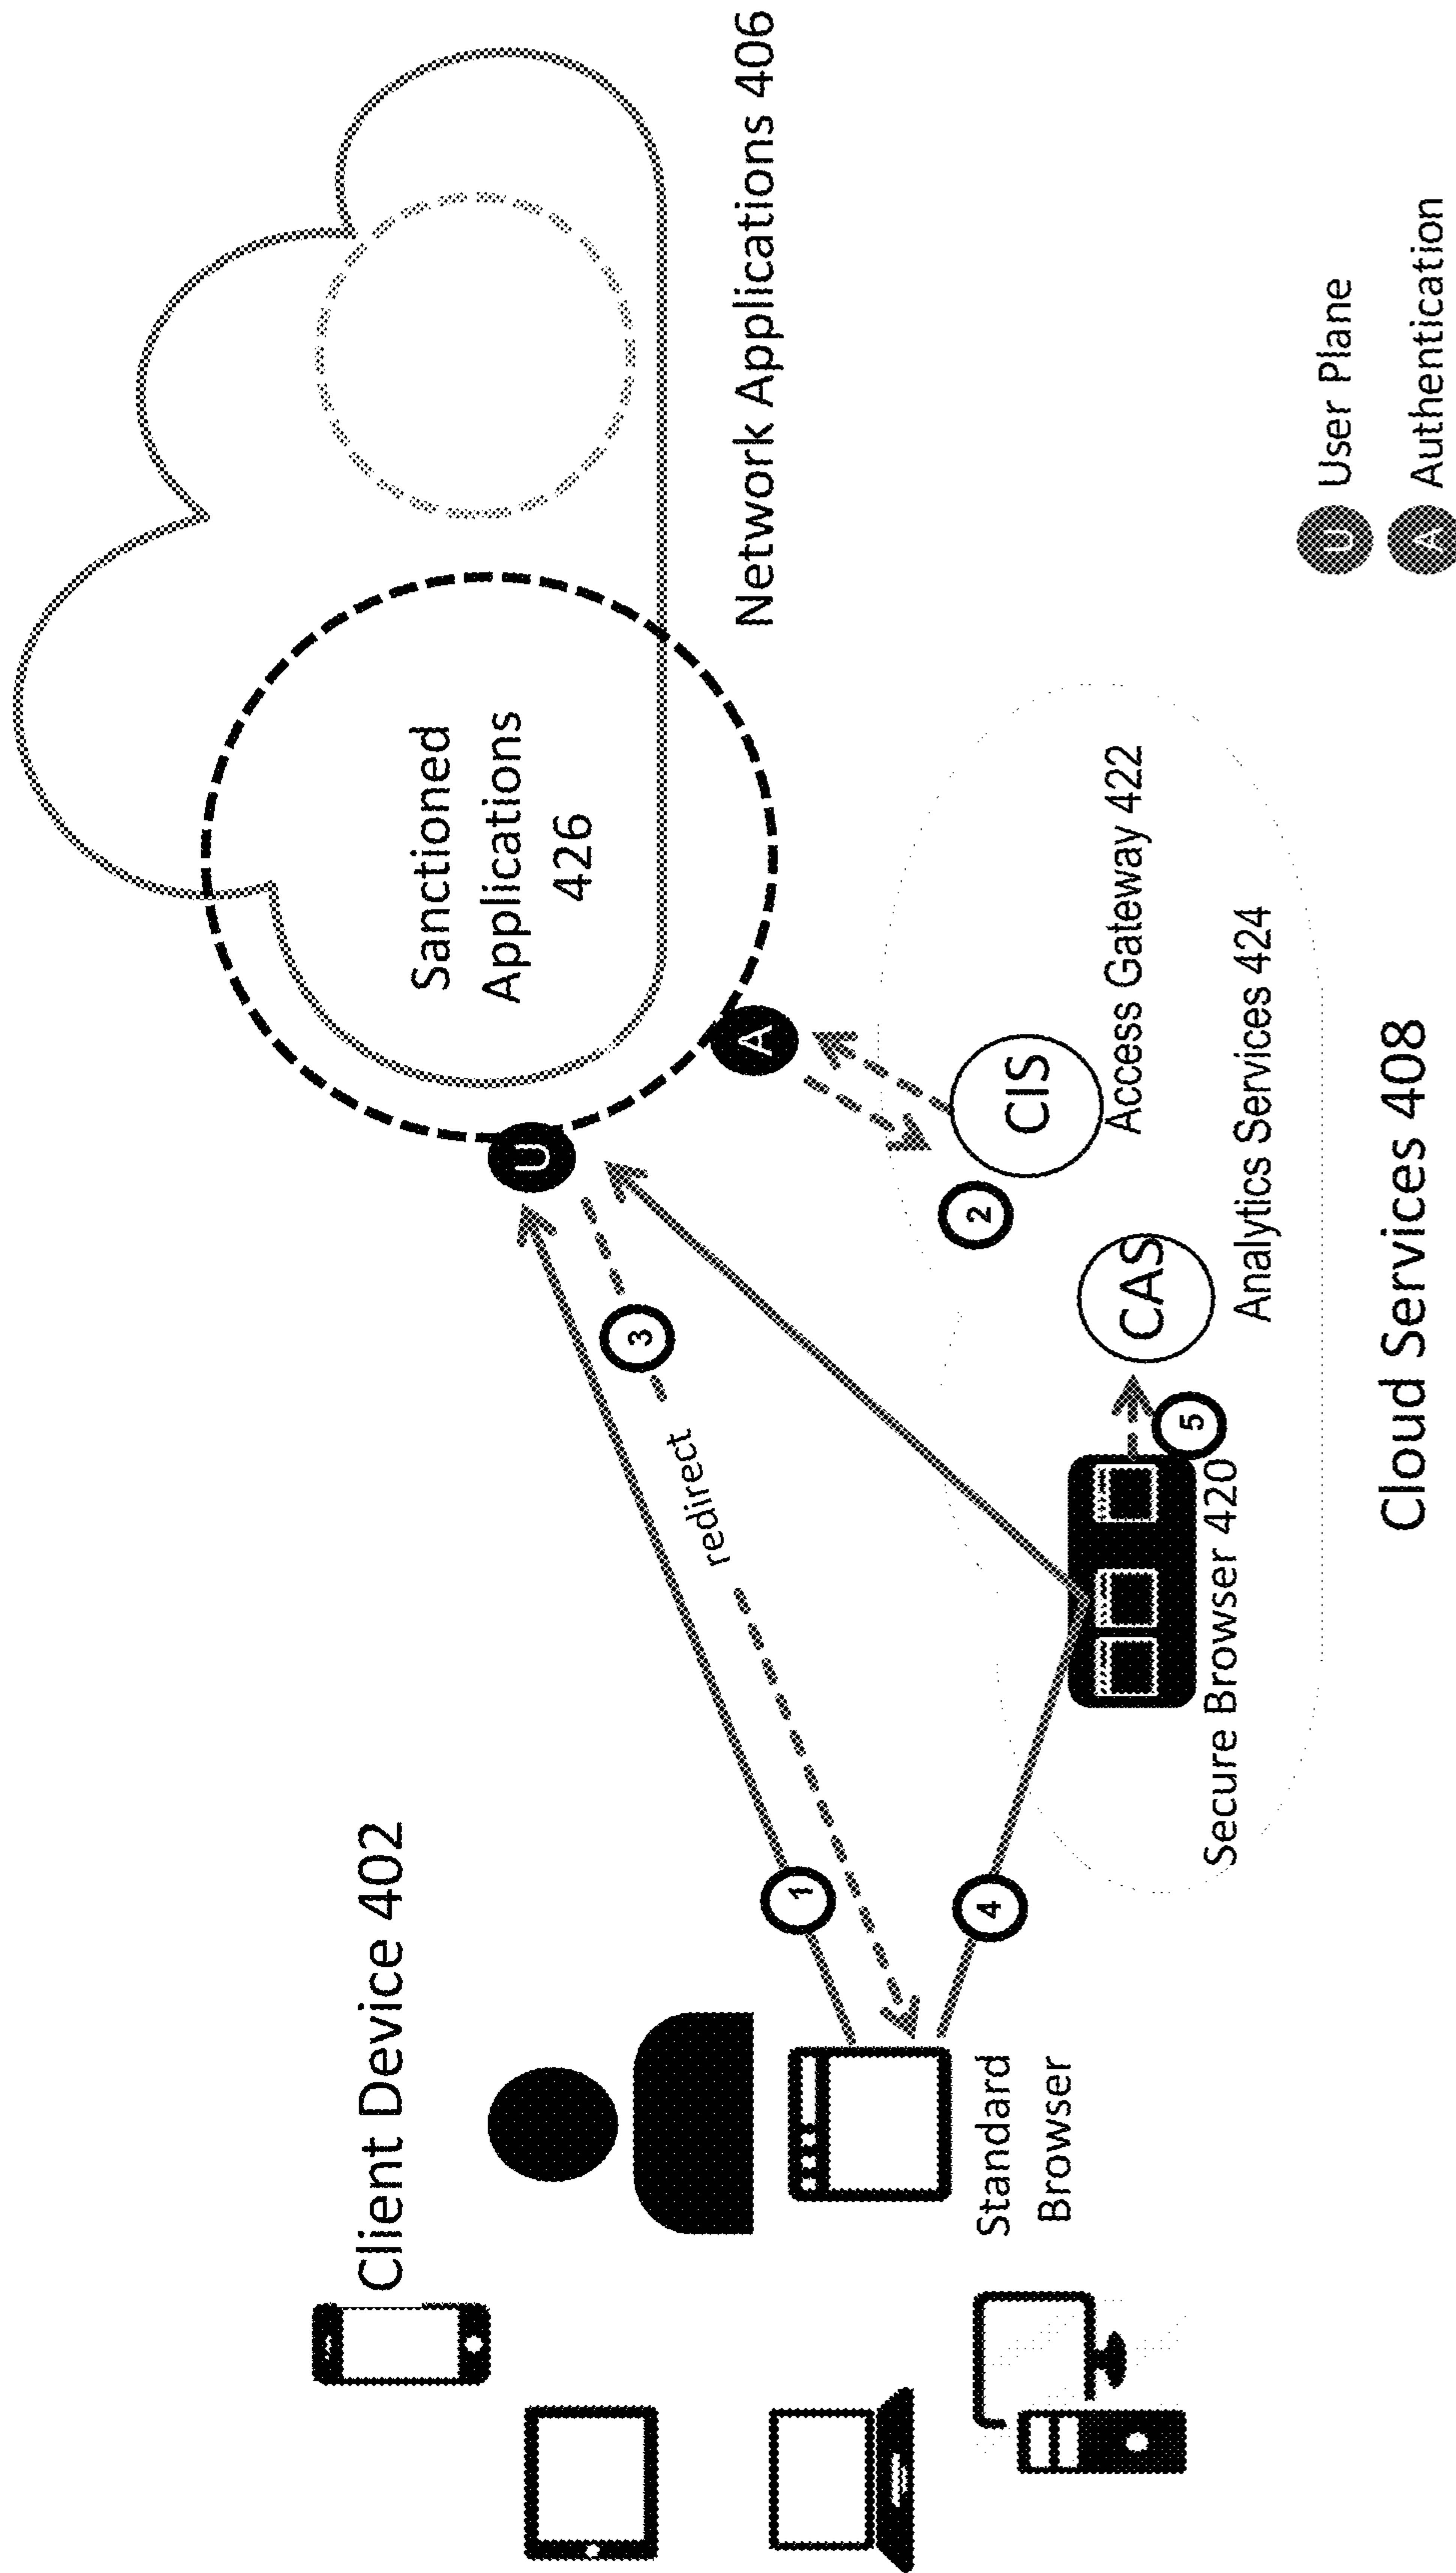 Client Device 402
Standard
Browser
1
redirect
3
4
U
A
Sanctioned
Applications
426
Network Applications 406
2
CIS
Access Gateway 422
CAS
Analytics Services 424
5
Secure Browser 420
Cloud Services 408
U User Plane
A Authentication